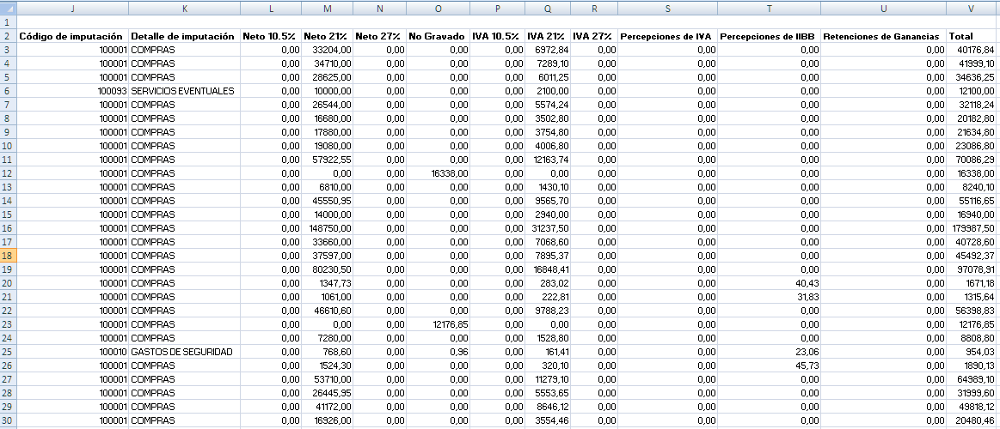 J K L M N O P Q R S T U V
1
2 Código de imputación Detalle de imputación Neto 10.5% Neto 21% Neto 27% No Gravado IVA 10.5% IVA 21% IVA 27% Percepciones de IVA Percepciones de IIBB Retenciones de Ganancias Total
3 100001 COMPRAS 0,00 33204,00 0,00 0,00 0,00 6972,84 0,00 0,00 0,00 0,00 40176,84
4 100001 COMPRAS 0,00 34710,00 0,00 0,00 0,00 7289,10 0,00 0,00 0,00 0,00 41999,10
5 100001 COMPRAS 0,00 28625,00 0,00 0,00 0,00 6011,25 0,00 0,00 0,00 0,00 34636,25
6 100093 SERVICIOS EVENTUALES 0,00 10000,00 0,00 0,00 0,00 2100,00 0,00 0,00 0,00 0,00 12100,00
7 100001 COMPRAS 0,00 26544,00 0,00 0,00 0,00 5574,24 0,00 0,00 0,00 0,00 32118,24
8 100001 COMPRAS 0,00 16680,00 0,00 0,00 0,00 3502,80 0,00 0,00 0,00 0,00 20182,80
9 100001 COMPRAS 0,00 17880,00 0,00 0,00 0,00 3754,80 0,00 0,00 0,00 0,00 21634,80
10 100001 COMPRAS 0,00 19080,00 0,00 0,00 0,00 4006,80 0,00 0,00 0,00 0,00 23086,80
11 100001 COMPRAS 0,00 57922,55 0,00 0,00 0,00 12163,74 0,00 0,00 0,00 0,00 70086,29
12 100001 COMPRAS 0,00 0,00 0,00 16338,00 0,00 0,00 0,00 0,00 0,00 0,00 16338,00
13 100001 COMPRAS 0,00 6810,00 0,00 0,00 0,00 1430,10 0,00 0,00 0,00 0,00 8240,10
14 100001 COMPRAS 0,00 45550,95 0,00 0,00 0,00 9565,70 0,00 0,00 0,00 0,00 55116,65
15 100001 COMPRAS 0,00 14000,00 0,00 0,00 0,00 2940,00 0,00 0,00 0,00 0,00 16940,00
16 100001 COMPRAS 0,00 148750,00 0,00 0,00 0,00 31237,50 0,00 0,00 0,00 0,00 179987,50
17 100001 COMPRAS 0,00 33660,00 0,00 0,00 0,00 7068,60 0,00 0,00 0,00 0,00 40728,60
18 100001 COMPRAS 0,00 37597,00 0,00 0,00 0,00 7895,37 0,00 0,00 0,00 0,00 45492,37
19 100001 COMPRAS 0,00 80230,50 0,00 0,00 0,00 16848,41 0,00 0,00 0,00 0,00 97078,91
20 100001 COMPRAS 0,00 1347,73 0,00 0,00 0,00 283,02 0,00 0,00 40,43 0,00 1671,18
21 100001 COMPRAS 0,00 1061,00 0,00 0,00 0,00 222,81 0,00 0,00 31,83 0,00 1315,64
22 100001 COMPRAS 0,00 46610,60 0,00 0,00 0,00 9788,23 0,00 0,00 0,00 0,00 56398,83
23 100001 COMPRAS 0,00 0,00 0,00 12176,85 0,00 0,00 0,00 0,00 0,00 0,00 12176,85
24 100001 COMPRAS 0,00 7280,00 0,00 0,00 0,00 1528,80 0,00 0,00 0,00 0,00 8808,80
25 100010 GASTOS DE SEGURIDAD 0,00 768,60 0,00 0,96 0,00 161,41 0,00 0,00 23,06 0,00 954,03
26 100001 COMPRAS 0,00 1524,30 0,00 0,00 0,00 320,10 0,00 0,00 45,73 0,00 1890,13
27 100001 COMPRAS 0,00 53710,00 0,00 0,00 0,00 11279,10 0,00 0,00 0,00 0,00 64989,10
28 100001 COMPRAS 0,00 26445,95 0,00 0,00 0,00 5553,65 0,00 0,00 0,00 0,00 31999,60
29 100001 COMPRAS 0,00 41172,00 0,00 0,00 0,00 8646,12 0,00 0,00 0,00 0,00 49818,12
30 100001 COMPRAS 0,00 16926,00 0,00 0,00 0,00 3554,46 0,00 0,00 0,00 0,00 20480,46